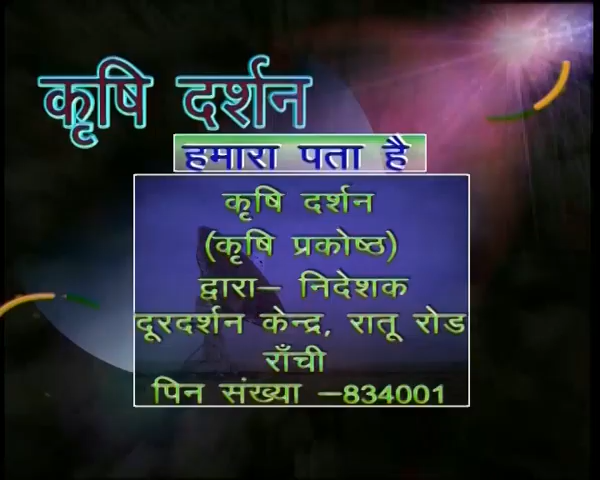 कृषि दर्शन
हमारा पता है
कृषि दर्शन
(कृषि प्रकोष्ठ)
द्वारा– निदेशक
दूरदर्शन केन्द्र, रातू रोड
राँची
पिन संख्या –834001